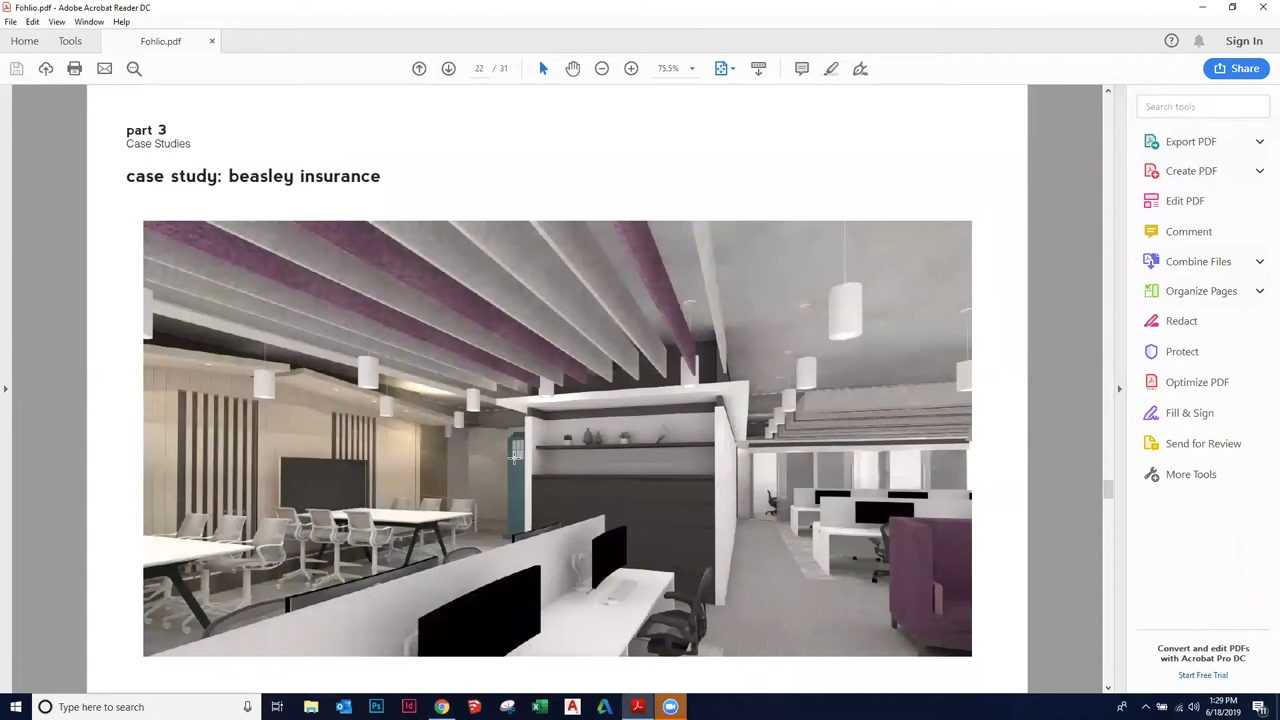 Fohlio.pdf - Adobe Acrobat Reader DC
File Edit View Window Help
Home Tools Fohlio.pdf × Sign In
22 / 31 75.5% Share
part 3
Case Studies
case study: beasley insurance
Search tools
Export PDF
Create PDF
Edit PDF
Comment
Combine Files
Organize Pages
Redact
Protect
Optimize PDF
Fill & Sign
Send for Review
More Tools
Convert and edit PDFs
with Acrobat Pro DC
Start Free Trial
Type here to search
1:29 PM
6/18/2019